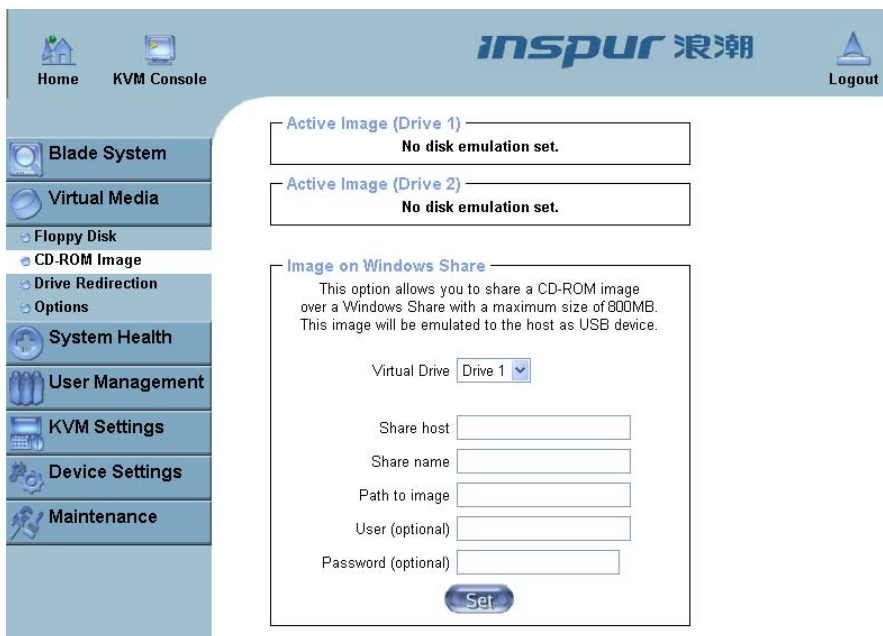 Home
KVM Console
inspur 浪潮
Logout
Blade System
Virtual Media
Floppy Disk
CD-ROM Image
Drive Redirection
Options
System Health
User Management
KVM Settings
Device Settings
Maintenance
Active Image (Drive 1)
No disk emulation set.
Active Image (Drive 2)
No disk emulation set.
Image on Windows Share
This option allows you to share a CD-ROM image
over a Windows Share with a maximum size of 800MB.
This image will be emulated to the host as USB device.
Virtual Drive Drive 1
Share host
Share name
Path to image
User (optional)
Password (optional)
Set